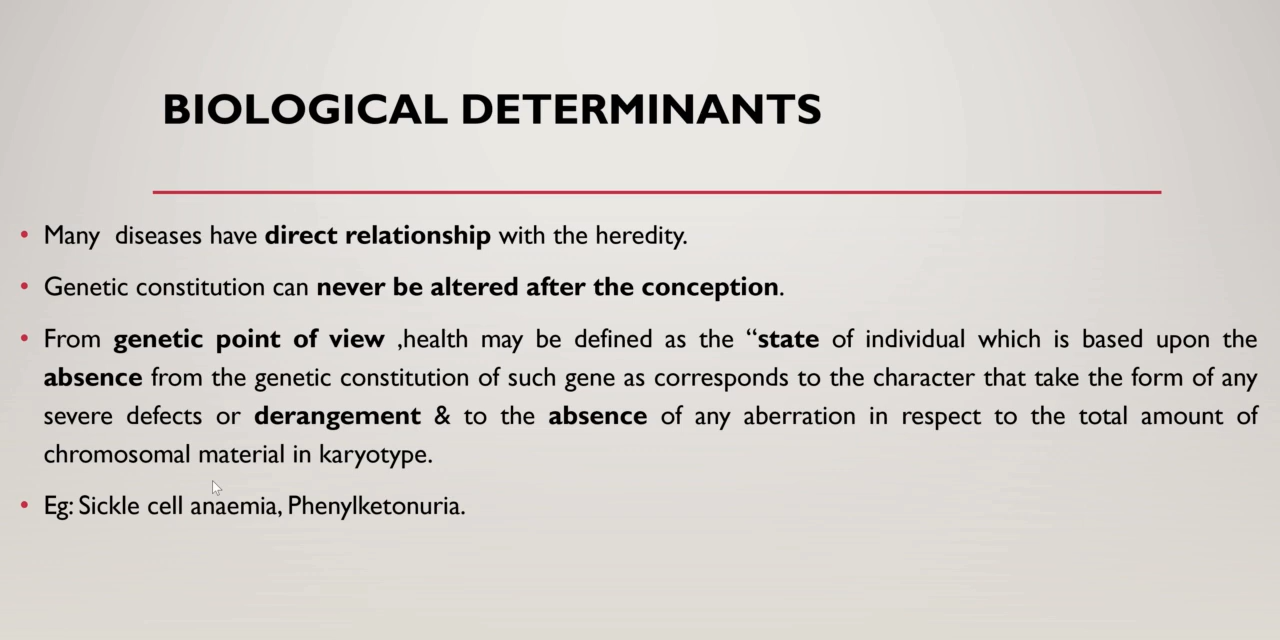 BIOLOGICAL DETERMINANTS
• Many diseases have direct relationship with the heredity.
• Genetic constitution can never be altered after the conception.
• From genetic point of view ,health may be defined as the “state of individual which is based upon the
absence from the genetic constitution of such gene as corresponds to the character that take the form of any
severe defects or derangement & to the absence of any aberration in respect to the total amount of
chromosomal material in karyotype.
• Eg: Sickle cell anaemia, Phenylketonuria.